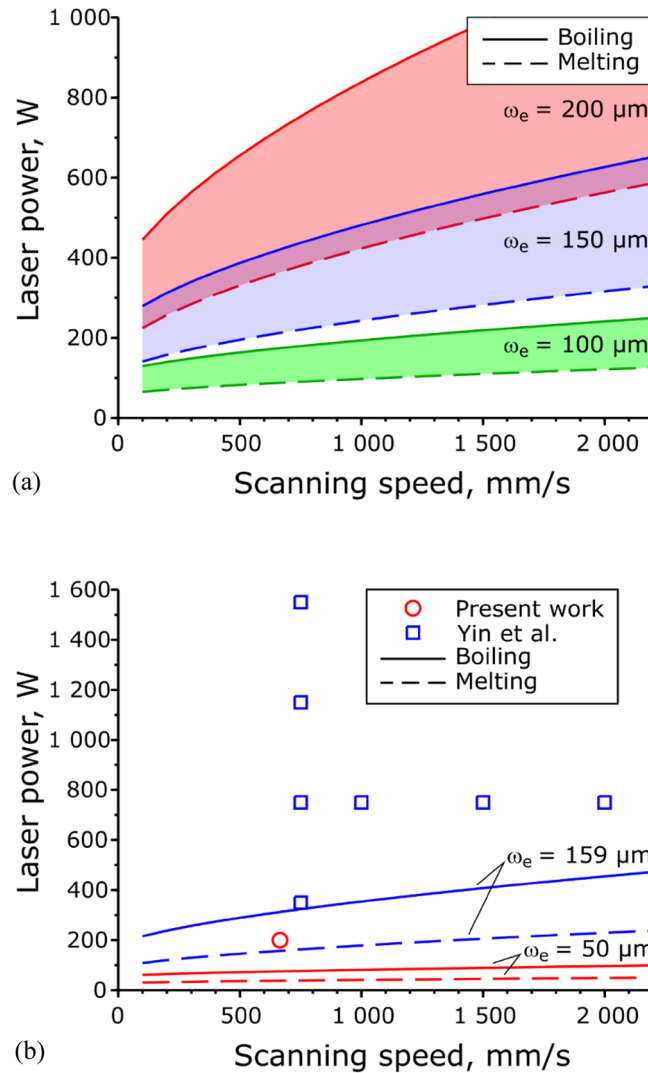 1 000
800
600
400
200
0
Laser power, W
Boiling
Melting
ωe = 200 µm
ωe = 150 µm
ωe = 100 µm
0
500
1 000
1 500
2 000
Scanning speed, mm/s
(a)
1 600
1 400
1 200
1 000
800
600
400
200
0
Laser power, W
Present work
Yin et al.
Boiling
Melting
ωe = 159 µm
ωe = 50 µm
0
500
1 000
1 500
2 000
Scanning speed, mm/s
(b)